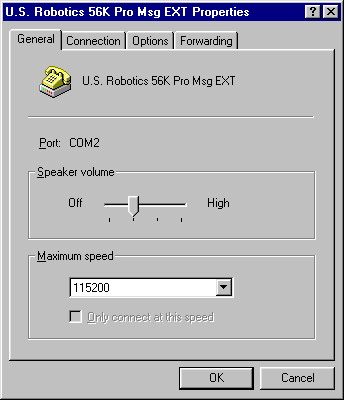 U.S. Robotics 56K Pro Msg EXT Properties
General Connection Options Forwarding
U.S. Robotics 56K Pro Msg EXT
Port: COM2
Speaker volume
Off High
Maximum speed
115200
Only connect at this speed
OK Cancel